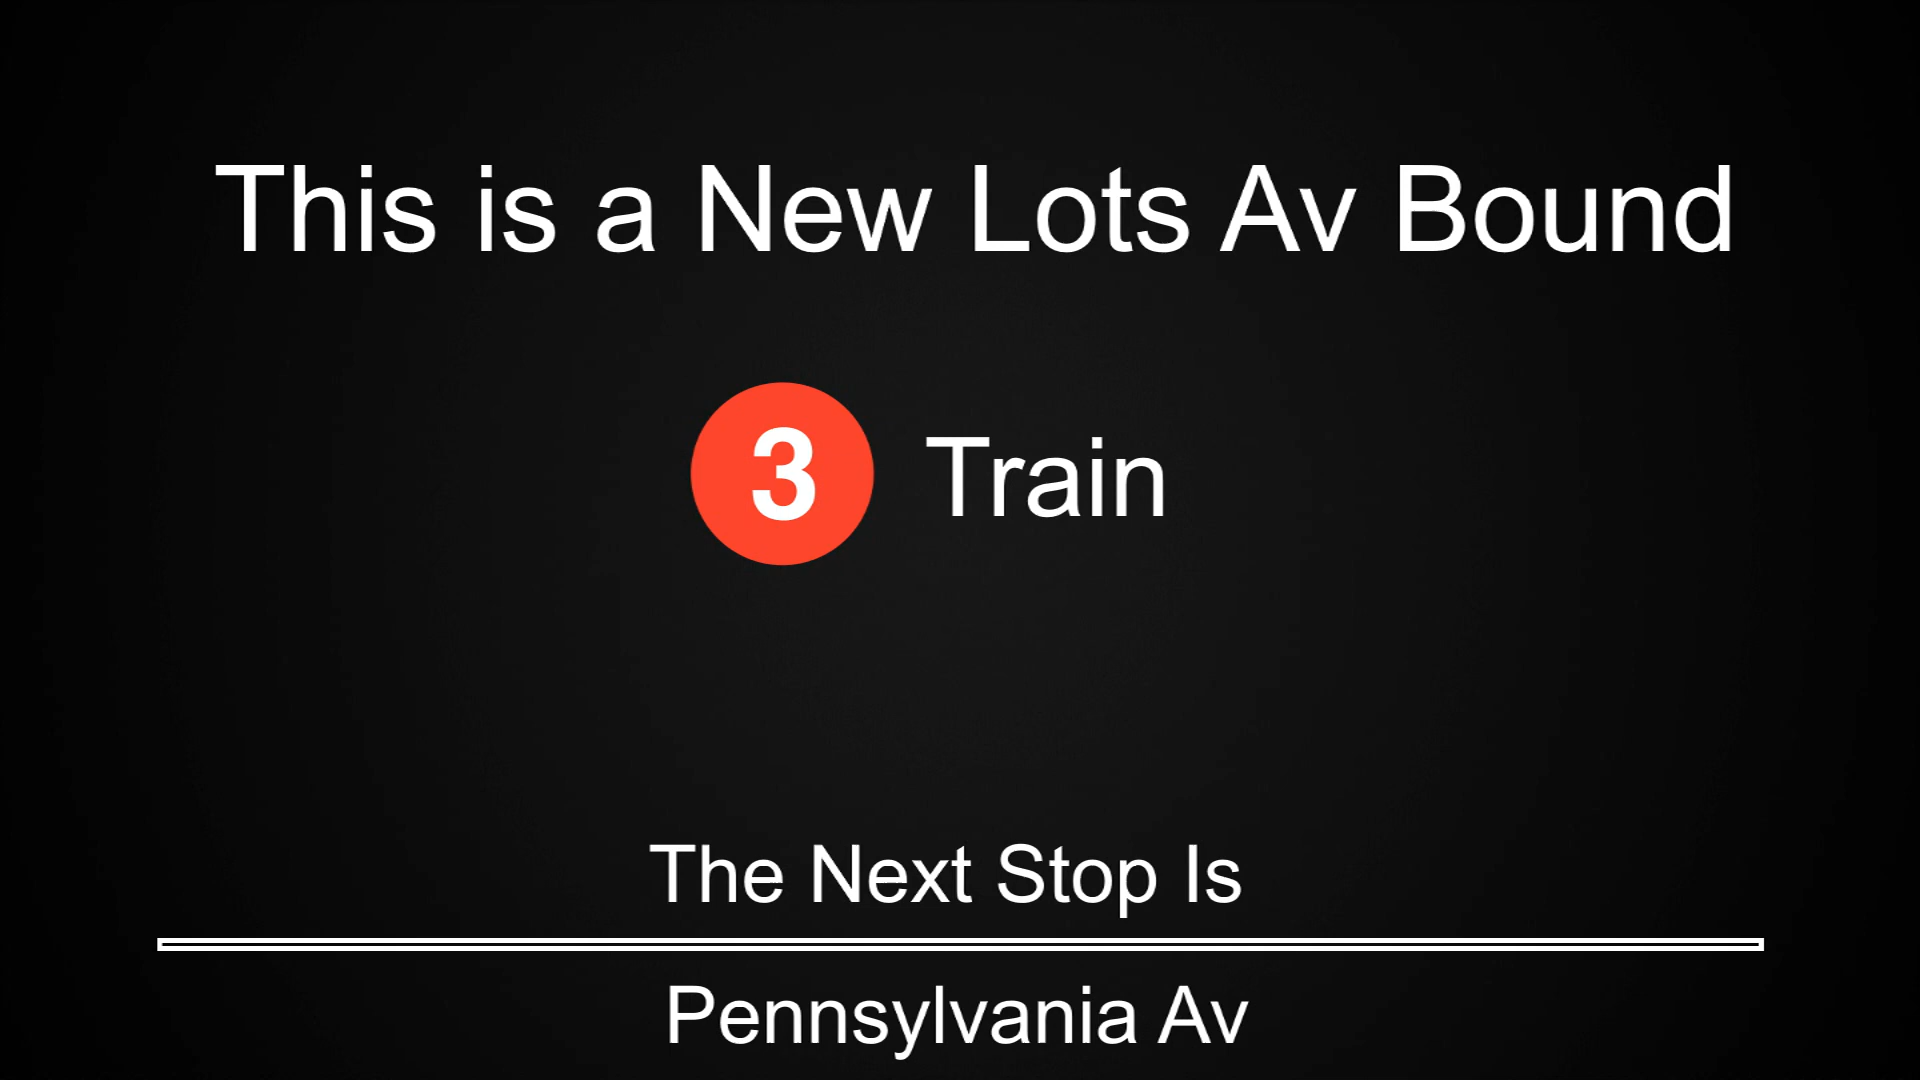 This is a New Lots Av Bound
3 Train
The Next Stop Is
Pennsylvania Av